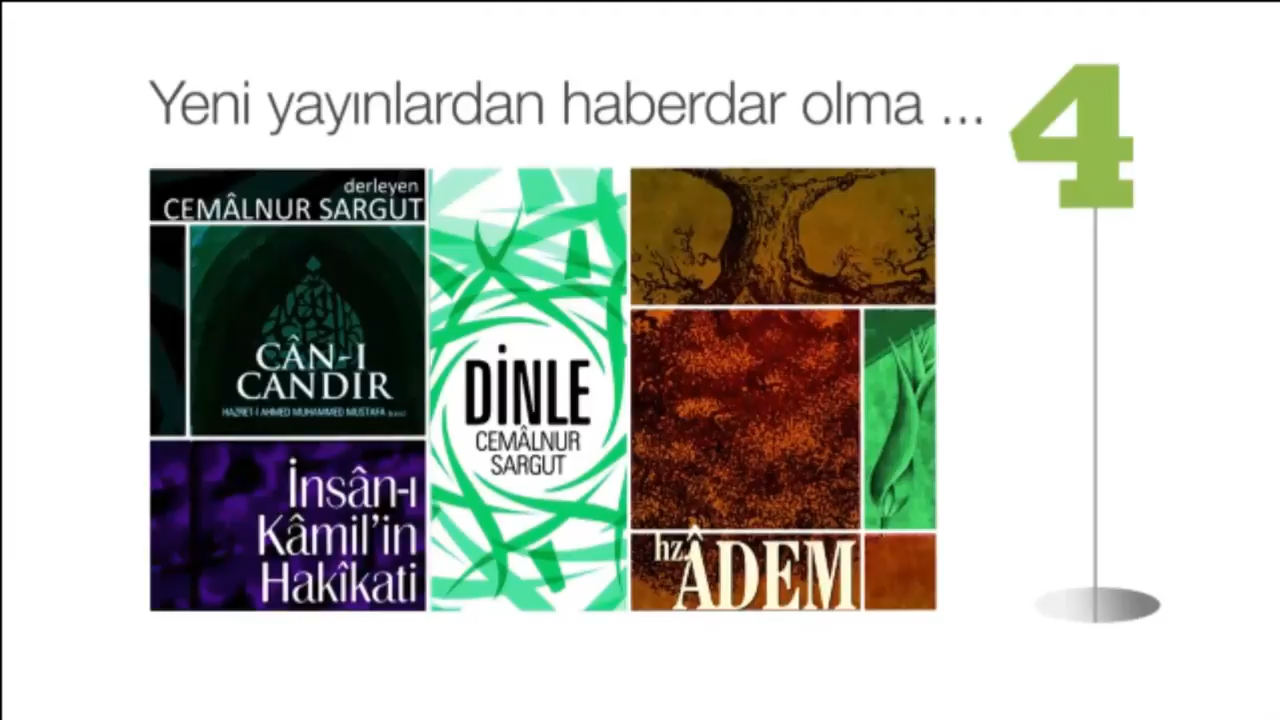 Yeni yayınlardan haberdar olma ...
4
derleyen
CEMÂLNUR SARGUT
CÂN-I
CANDIR
HAZRET-İ AHMED MUHAMMED MUSTAFA
İnsân-ı
Kâmil'in
Hakîkati
DİNLE
CEMÂLNUR
SARGUT
hz.
ÂDEM